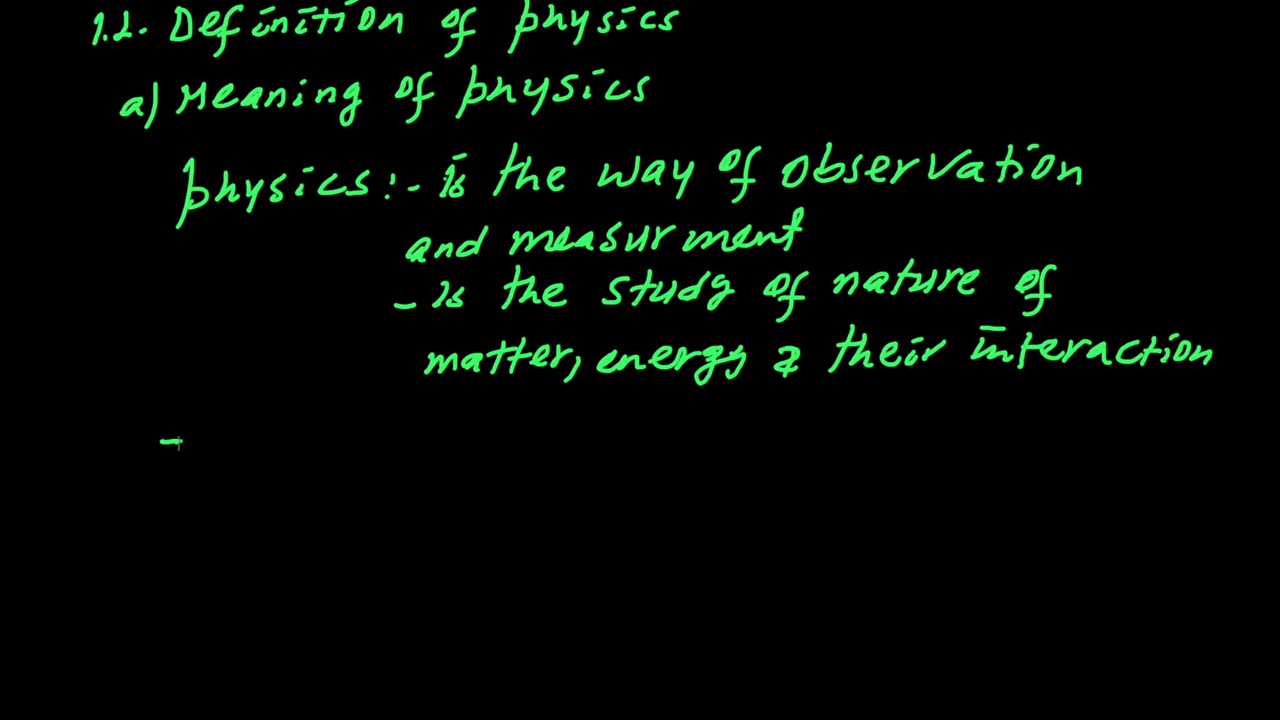 1.2. Definition of physics
a) Meaning of physics
physics:- is the way of observation
and measurment
- is the study of nature of
matter, energy & their interaction
-